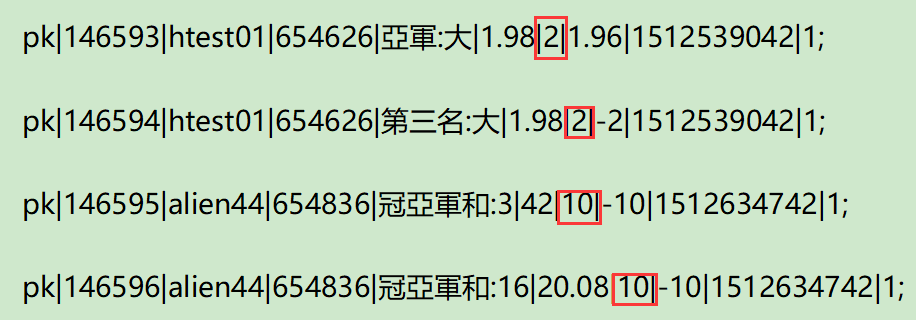 pk|146593|htest01|654626|亞軍:大|1.98|2|1.96|1512539042|1;
pk|146594|htest01|654626|第三名:大|1.98|2|-2|1512539042|1;
pk|146595|alien44|654836|冠亞軍和:3|42|10|-10|1512634742|1;
pk|146596|alien44|654836|冠亞軍和:16|20.08|10|-10|1512634742|1;